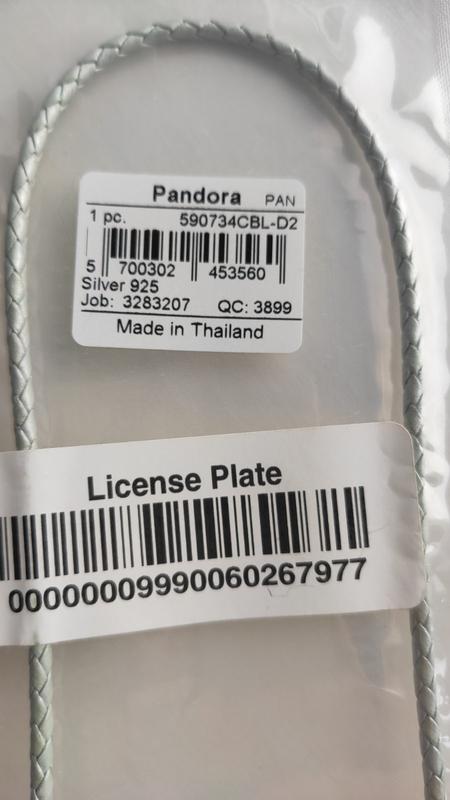 Pandora PAN
1 pc. 590734CBL-D2
5 700302 453560
Silver 925
Job: 3283207 QC: 3899
Made in Thailand
License Plate
00000009990060267977